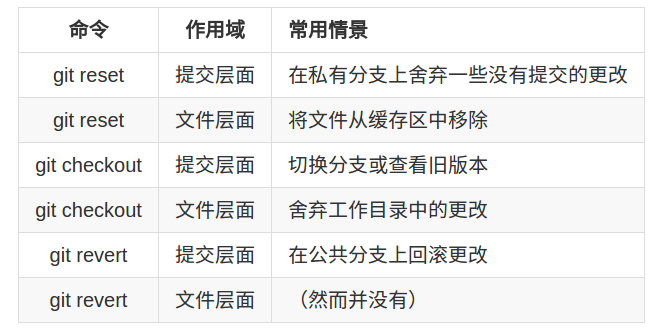 命令 作用域 常用情景
git reset 提交层面 在私有分支上舍弃一些没有提交的更改
git reset 文件层面 将文件从缓存区中移除
git checkout 提交层面 切换分支或查看旧版本
git checkout 文件层面 舍弃工作目录中的更改
git revert 提交层面 在公共分支上回滚更改
git revert 文件层面 （然而并没有）